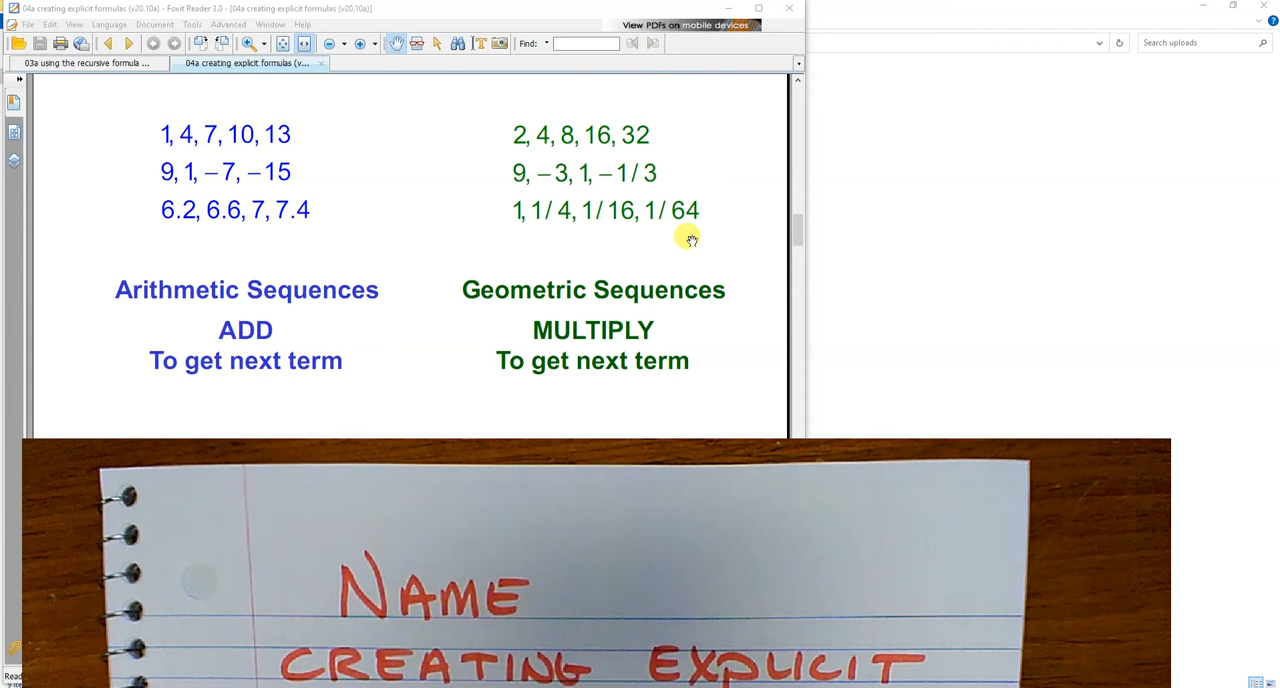 04a creating explicit formulas (v20.10a) - Foxit Reader 3.0 - [04a creating explicit formulas (v20.10a)]
File Edit View Language Document Tools Advanced Window Help
View PDFs on mobile devices
Find:
Search uploads
03a using the recursive formula ...
04a creating explicit formulas (v...
1, 4, 7, 10, 13
2, 4, 8, 16, 32
9, 1, −7, −15
9, −3, 1, −1/3
6.2, 6.6, 7, 7.4
1, 1/4, 1/16, 1/64
Arithmetic Sequences
Geometric Sequences
ADD
MULTIPLY
To get next term
To get next term
NAME
CREATING EXPLICIT
Read